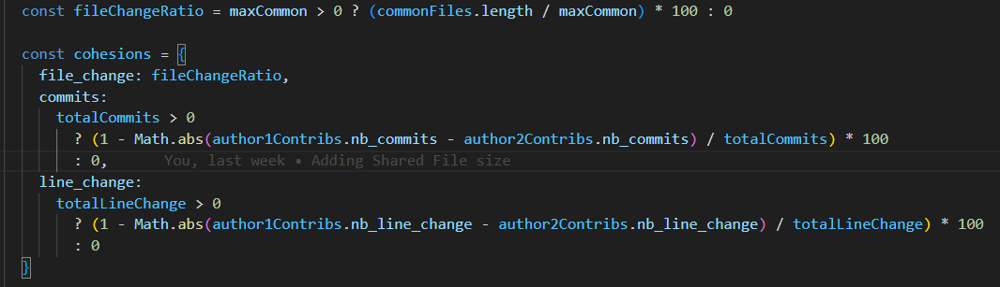 const fileChangeRatio = maxCommon > 0 ? (commonFiles.length / maxCommon) * 100 : 0
const cohesions = {
file_change: fileChangeRatio,
commits:
totalCommits > 0
? (1 - Math.abs(author1Contribs.nb_commits - author2Contribs.nb_commits) / totalCommits) * 100
: 0, You, last week • Adding Shared File size
line_change:
totalLineChange > 0
? (1 - Math.abs(author1Contribs.nb_line_change - author2Contribs.nb_line_change) / totalLineChange) * 100
: 0
}